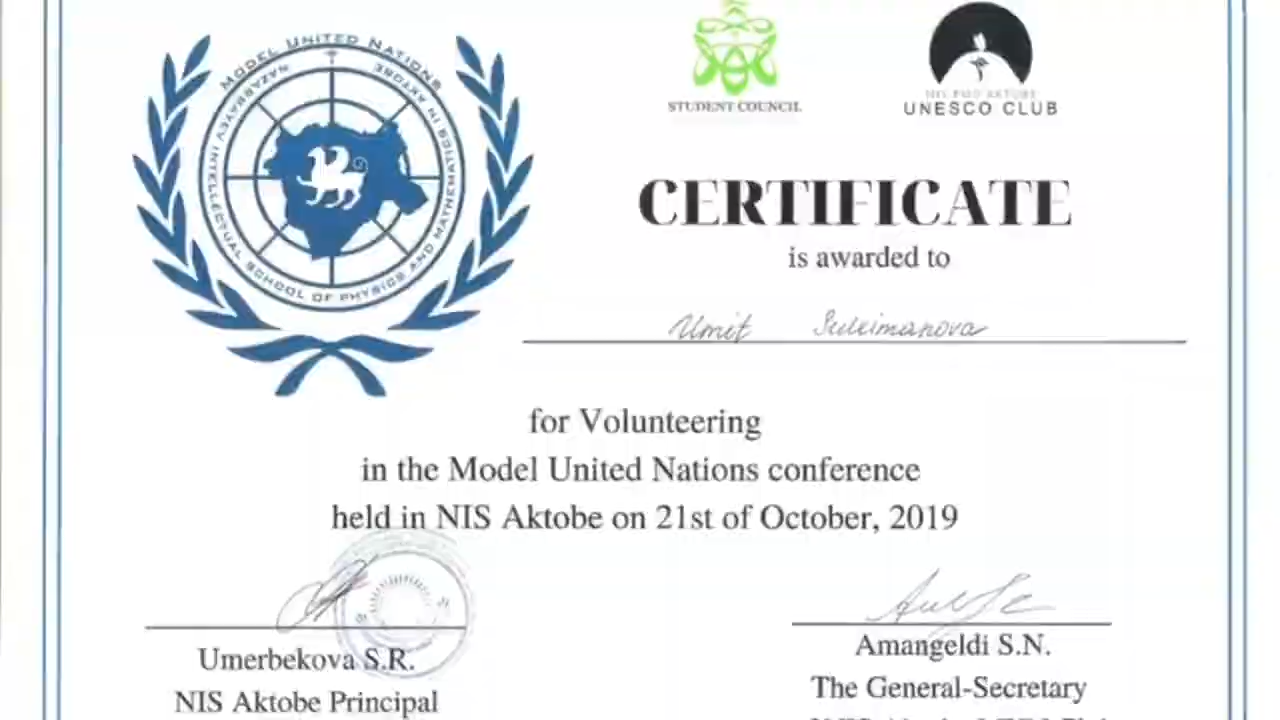 MODEL UNITED NATIONS
NAZARBAYEV INTELLECTUAL SCHOOL OF PHYSICS AND MATHEMATICS IN AKTOBE
STUDENT COUNCIL
UNESCO CLUB
CERTIFICATE
is awarded to
Umit Suleimanova
for Volunteering
in the Model United Nations conference
held in NIS Aktobe on 21st of October, 2019
Umerbekova S.R.
NIS Aktobe Principal
Amangeldi S.N.
The General-Secretary